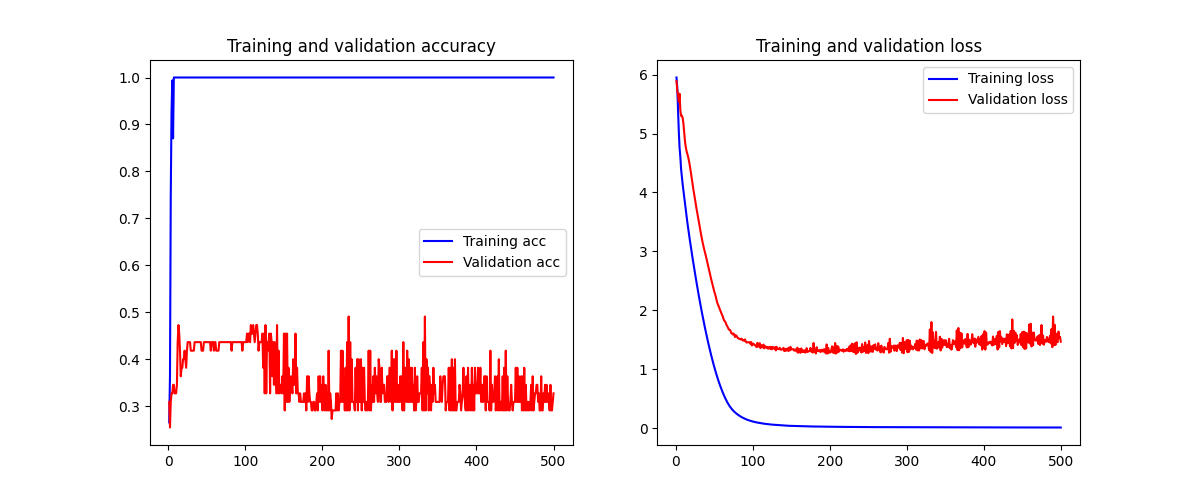 Training and validation accuracy
1.0
0.9
0.8
0.7
0.6
0.5
0.4
0.3
Training acc
Validation acc
0 100 200 300 400 500
Training and validation loss
6
5
4
3
2
1
0
Training loss
Validation loss
0 100 200 300 400 500